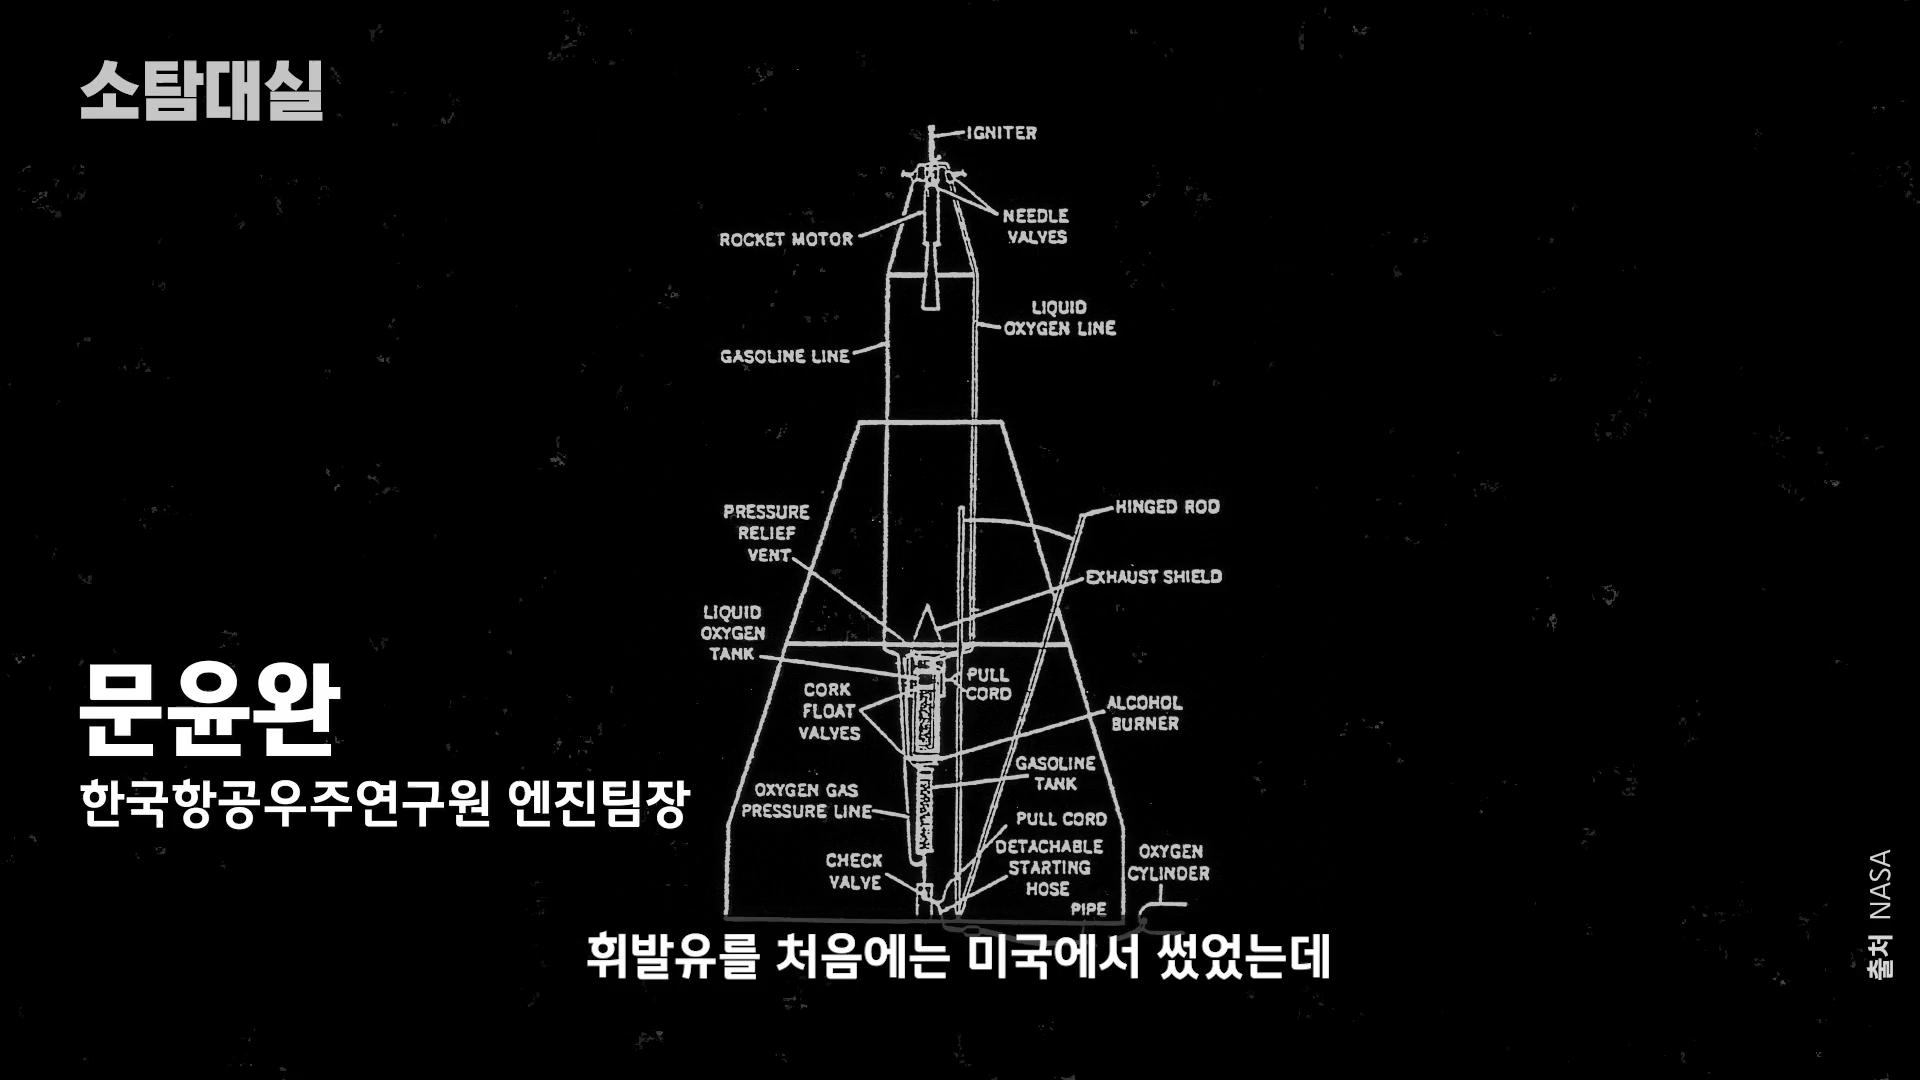 소탐대실
IGNITER
NEEDLE
VALVES
ROCKET MOTOR
LIQUID
OXYGEN LINE
GASOLINE LINE
PRESSURE
RELIEF
VENT
HINGED ROD
EXHAUST SHIELD
LIQUID
OXYGEN
TANK
PULL
CORD
CORK
FLOAT
VALVES
ALCOHOL
BURNER
GASOLINE
TANK
OXYGEN GAS
PRESSURE LINE
PULL CORD
DETACHABLE
STARTING
HOSE
OXYGEN
CYLINDER
CHECK
VALVE
PIPE
문윤완
한국항공우주연구원 엔진팀장
휘발유를 처음에는 미국에서 썼었는데
출처 NASA